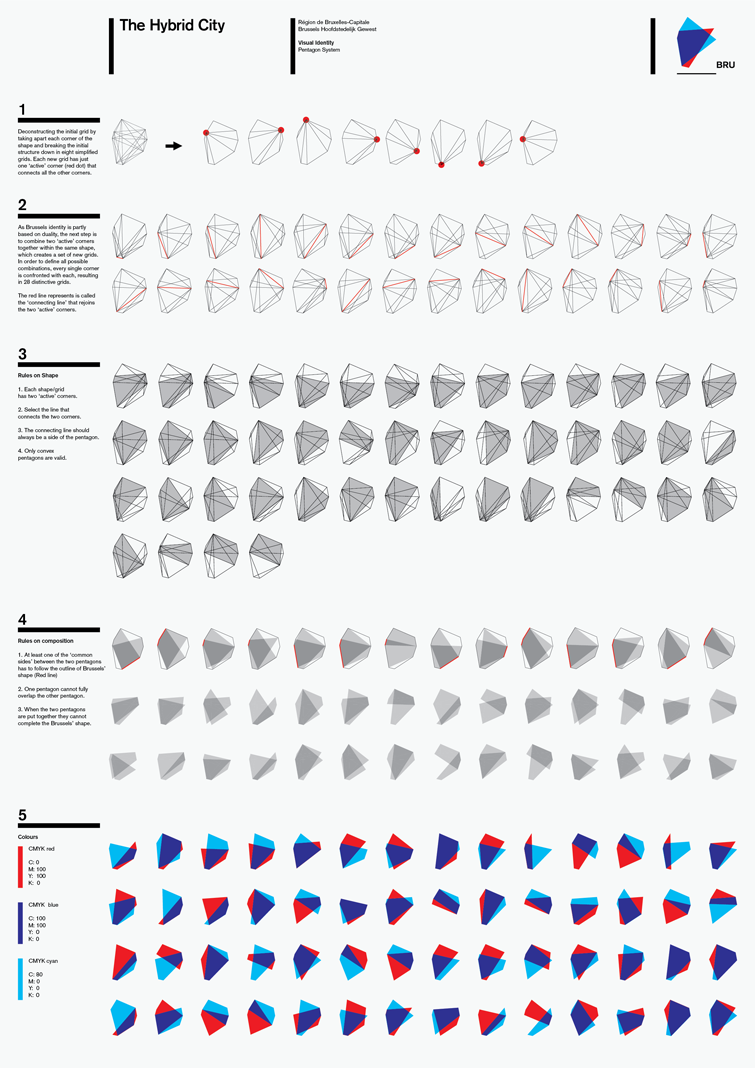 The Hybrid City
Région de Bruxelles-Capitale
Brussels Hoofdstedelijk Gewest
Visual Identity
Pentagon System
BRU
1
Deconstructing the initial grid by
taking apart each corner of the
shape and breaking the initial
structure down in eight simplified
grids. Each new grid has just
one ‘active’ corner (red dot) that
connects all the other corners.
2
As Brussels identity is partly
based on duality, the next step is
to combine two ‘active’ corners
together within the same shape,
which creates a set of new grids.
In order to define all possible
combinations, every single corner
is confronted with each, resulting
in 28 distinctive grids.
The red line represents is called
the ‘connecting line’ that rejoins
the two ‘active’ corners.
3
Rules on Shape
1. Each shape/grid
has two ‘active’ corners.
2. Select the line that
connects the two corners.
3. The connecting line should
always be a side of the pentagon.
4. Only convex
pentagons are valid.
4
Rules on composition
1. At least one of the ‘common
sides’ between the two pentagons
has to follow the outline of Brussels’
shape (Red line)
2. One pentagon cannot fully
overlap the other pentagon.
3. When the two pentagons
are put together they cannot
complete the Brussels’ shape.
5
Colours
CMYK red
C: 0
M: 100
Y: 100
K: 0
CMYK blue
C: 100
M: 100
Y: 0
K: 0
CMYK cyan
C: 80
M: 0
Y: 0
K: 0